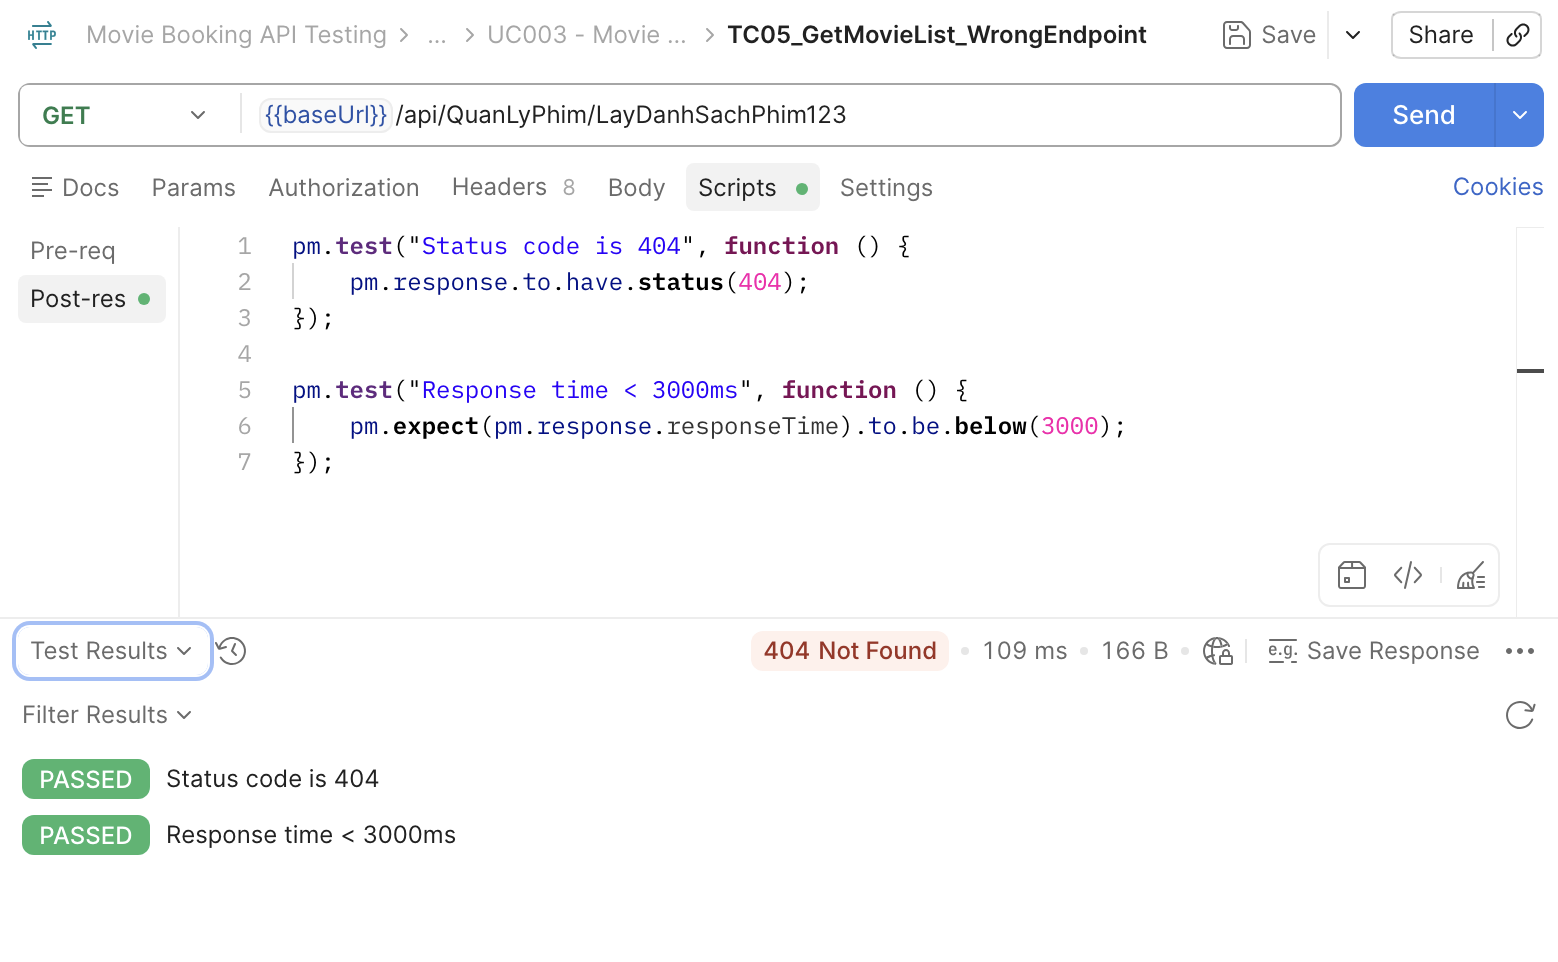 HTTP Movie Booking API Testing > ... > UC003 - Movie ... > TC05_GetMovieList_WrongEndpoint Save Share
GET {{baseUrl}}/api/QuanLyPhim/LayDanhSachPhim123 Send
Docs Params Authorization Headers 8 Body Scripts Settings Cookies
Pre-req
Post-res
1 pm.test("Status code is 404", function () {
2 pm.response.to.have.status(404);
3 });
4
5 pm.test("Response time < 3000ms", function () {
6 pm.expect(pm.response.responseTime).to.be.below(3000);
7 });
Test Results 404 Not Found • 109 ms • 166 B • e.g. Save Response
Filter Results
PASSED Status code is 404
PASSED Response time < 3000ms